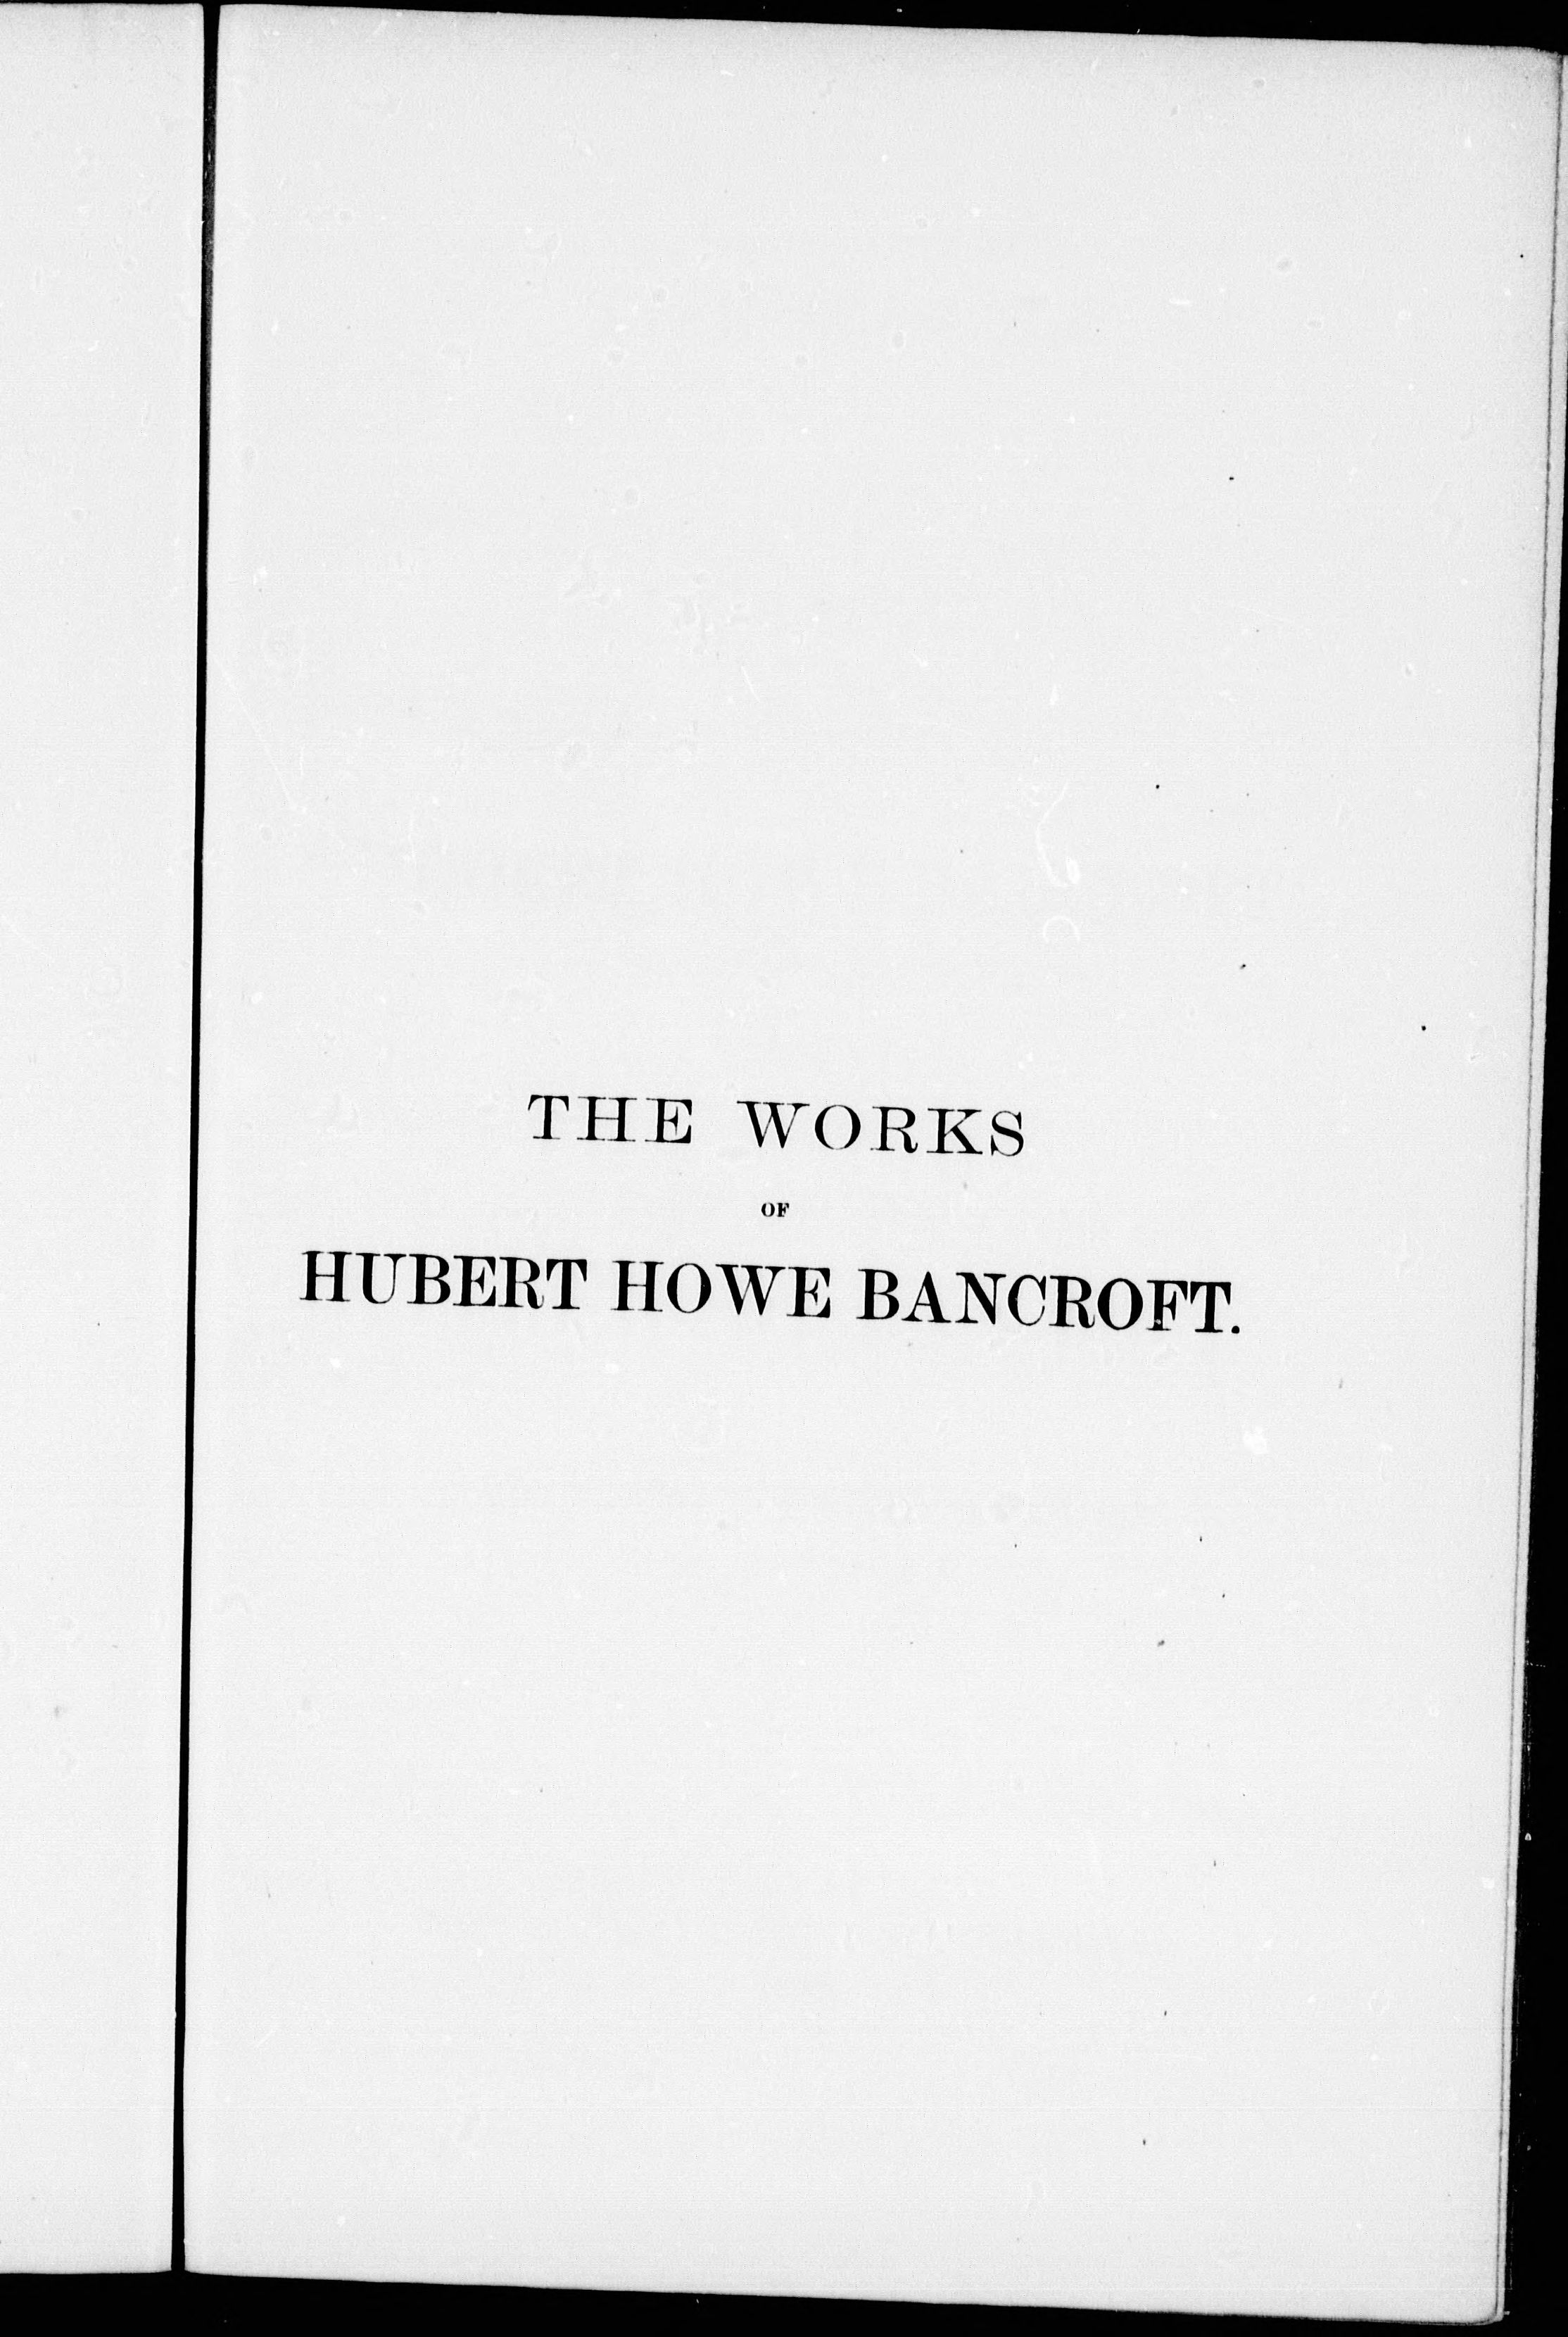 THE WORKS
OF
HUBERT HOWE BANCROFT.